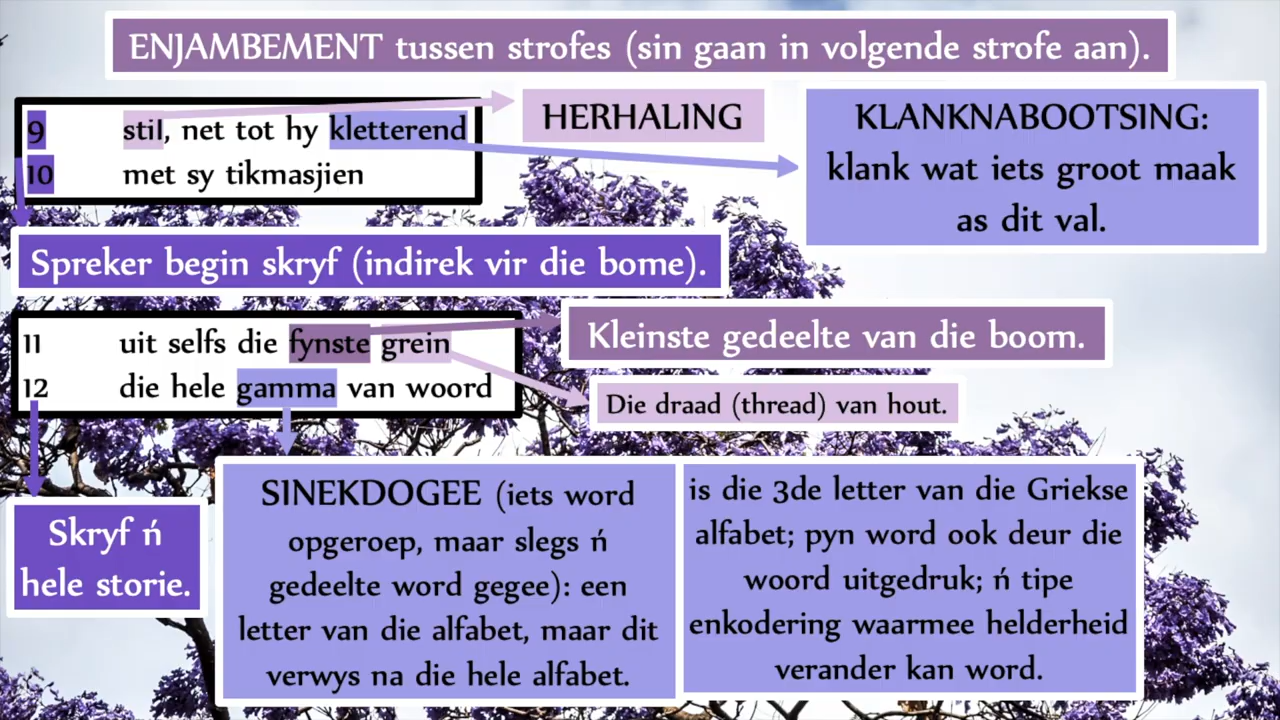 ENJAMBEMENT tussen strofes (sin gaan in volgende strofe aan).
9 stil, net tot hy kletterend
10 met sy tikmasjien
HERHALING
KLANKNABOOTSING:
klank wat iets groot maak
as dit val.
Spreker begin skryf (indirek vir die bome).
11 uit selfs die fynste grein
12 die hele gamma van woord
Kleinste gedeelte van die boom.
Die draad (thread) van hout.
Skryf ń
hele storie.
SINEKDOGEE (iets word
opgeroep, maar slegs ń
gedeelte word gegee): een
letter van die alfabet, maar dit
verwys na die hele alfabet.
is die 3de letter van die Griekse
alfabet; pyn word ook deur die
woord uitgedruk; ń tipe
enkodering waarmee helderheid
verander kan word.